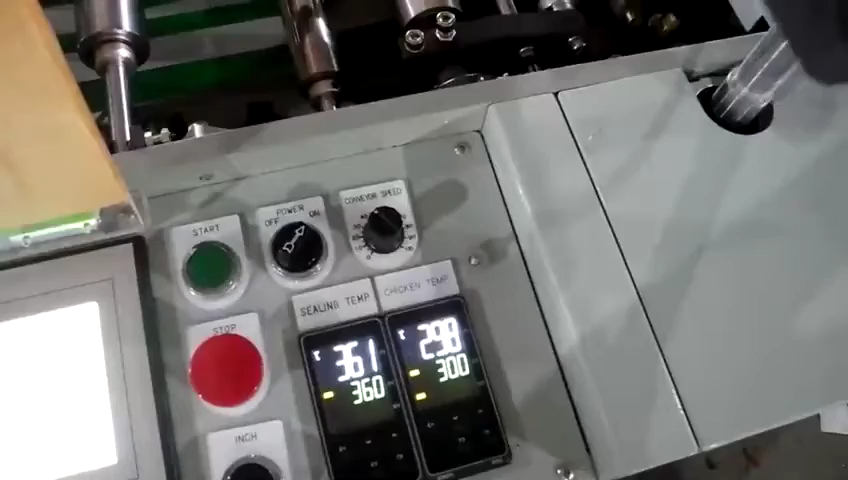 START
POWER
OFF ON
CONVEYOR SPEED
SEALING TEMP
CHICKEN TEMP
°C 361
360
°C 298
300
STOP
INCH